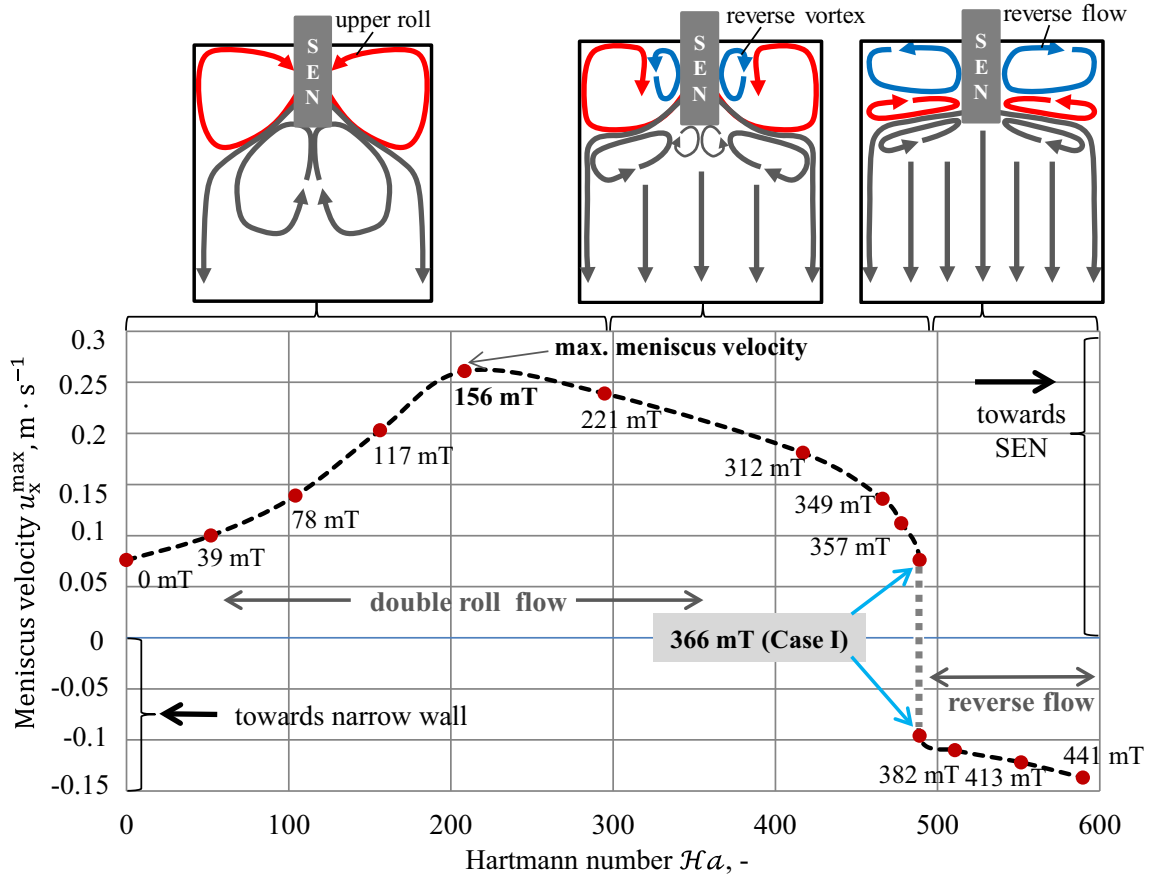 upper roll
reverse vortex
reverse flow
S
E
N
S
E
N
S
E
N
0.3
0.25
0.2
0.15
0.1
0.05
0
-0.05
-0.1
-0.15
Meniscus velocity u_x^max, m · s⁻¹
max. meniscus velocity
156 mT
221 mT
117 mT
312 mT
78 mT
349 mT
39 mT
357 mT
0 mT
towards
SEN
double roll flow
366 mT (Case I)
reverse flow
towards narrow wall
382 mT
413 mT
441 mT
0
100
200
300
400
500
600
Hartmann number ℋ𝑎, -